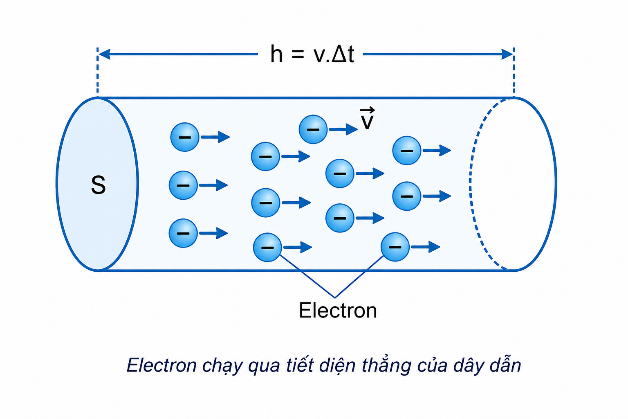 h = v.Δt
v⃗
S
Electron
Electron chạy qua tiết diện thẳng của dây dẫn